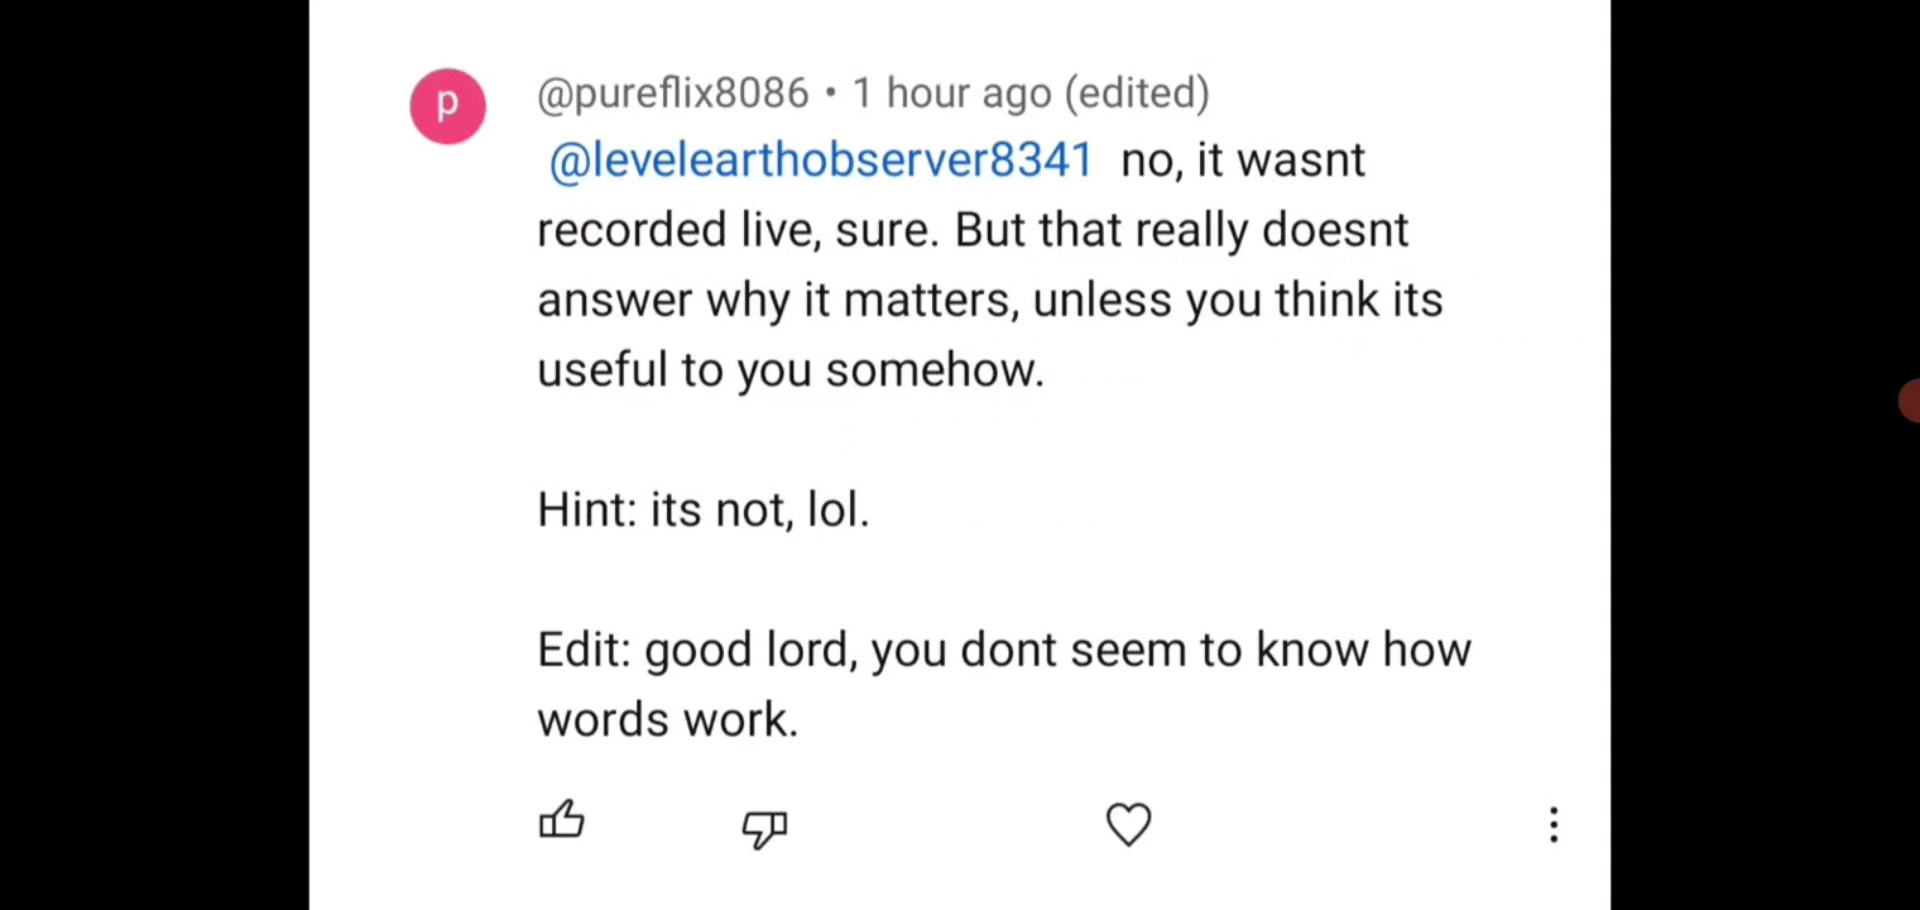 p
@pureflix8086 • 1 hour ago (edited)
@levelearthobserver8341 no, it wasnt
recorded live, sure. But that really doesnt
answer why it matters, unless you think its
useful to you somehow.
Hint: its not, lol.
Edit: good lord, you dont seem to know how
words work.